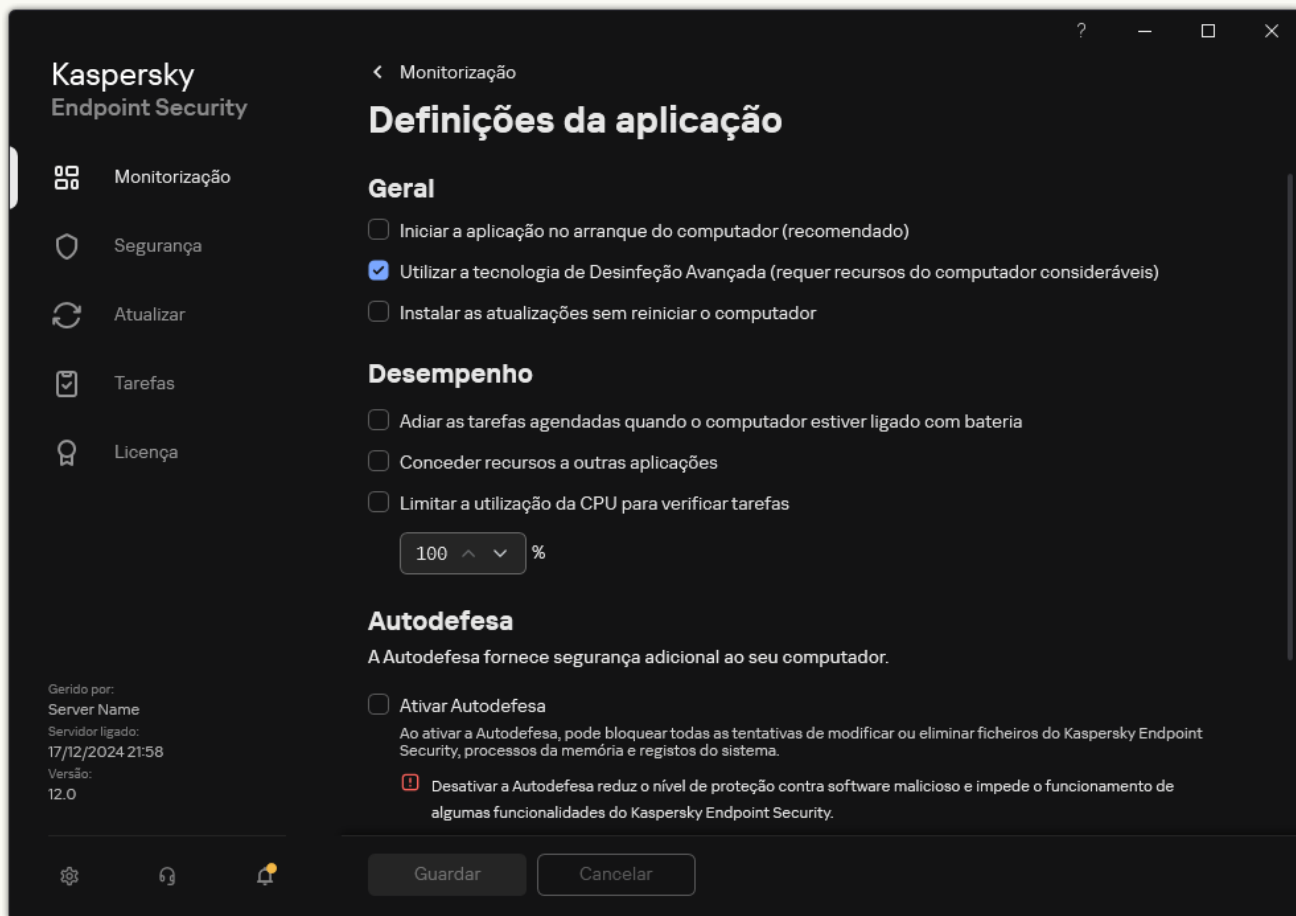 ?
Kaspersky
Endpoint Security
Monitorização
Segurança
Atualizar
Tarefas
Licença
Gerido por:
Server Name
Servidor ligado:
17/12/2024 21:58
Versão:
12.0
Monitorização
Definições da aplicação
Geral
Iniciar a aplicação no arranque do computador (recomendado)
Utilizar a tecnologia de Desinfeção Avançada (requer recursos do computador consideráveis)
Instalar as atualizações sem reiniciar o computador
Desempenho
Adiar as tarefas agendadas quando o computador estiver ligado com bateria
Conceder recursos a outras aplicações
Limitar a utilização da CPU para verificar tarefas
100 %
Autodefesa
A Autodefesa fornece segurança adicional ao seu computador.
Ativar Autodefesa
Ao ativar a Autodefesa, pode bloquear todas as tentativas de modificar ou eliminar ficheiros do Kaspersky Endpoint
Security, processos da memória e registos do sistema.
Desativar a Autodefesa reduz o nível de proteção contra software malicioso e impede o funcionamento de
algumas funcionalidades do Kaspersky Endpoint Security.
Guardar
Cancelar